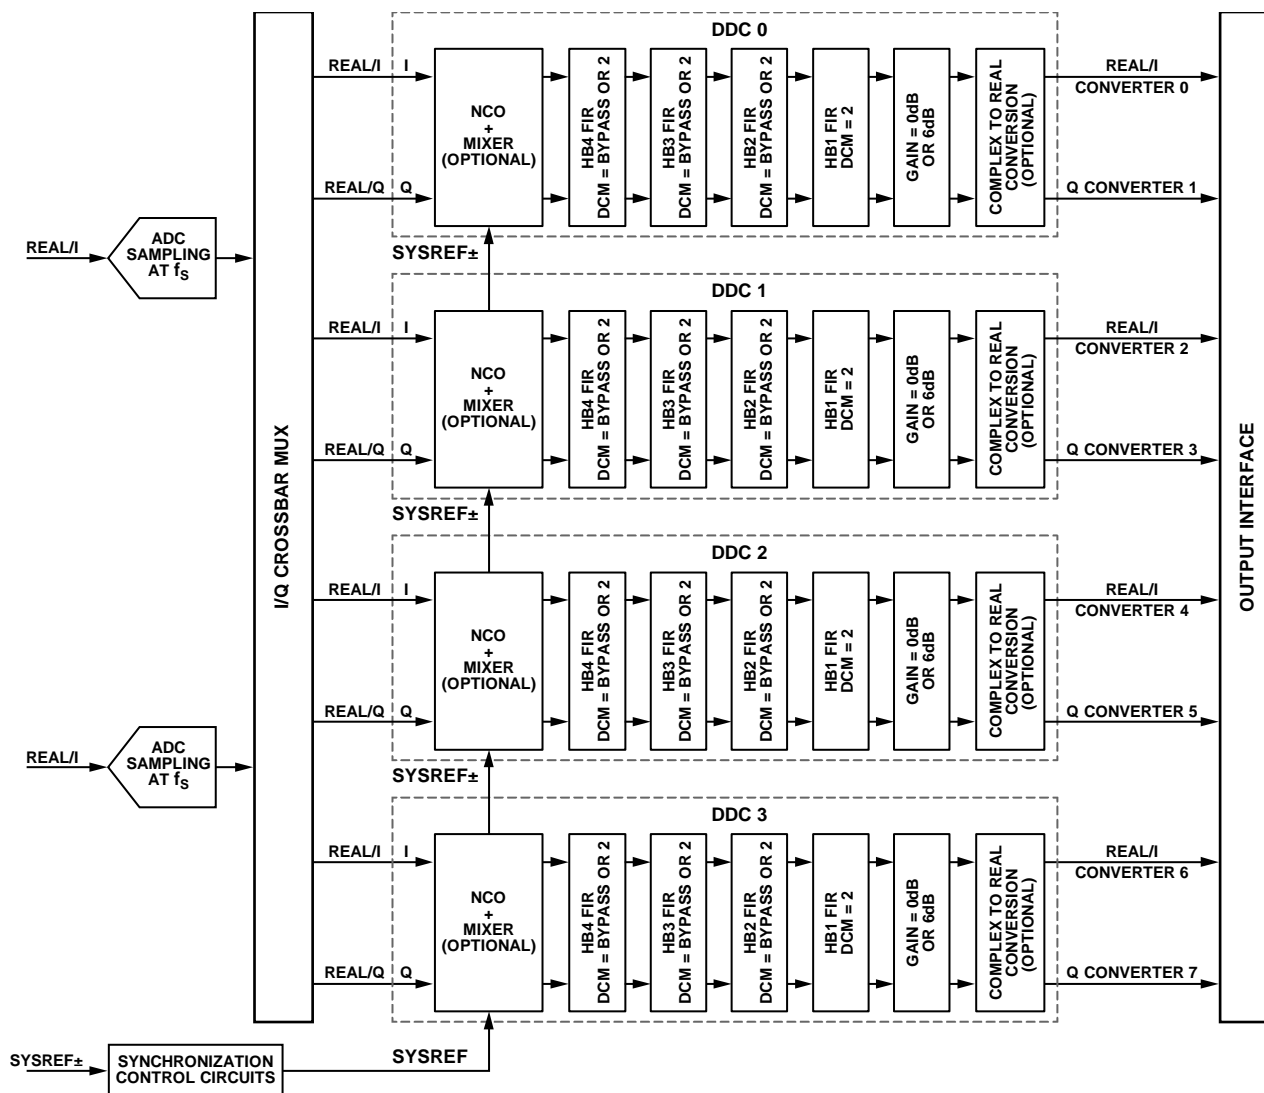 DDC 0
REAL/I I
REAL/Q Q
NCO
+
MIXER
(OPTIONAL)
HB4 FIR
DCM = BYPASS OR 2
HB3 FIR
DCM = BYPASS OR 2
HB2 FIR
DCM = BYPASS OR 2
HB1 FIR
DCM = 2
GAIN = 0dB
OR 6dB
COMPLEX TO REAL
CONVERSION
(OPTIONAL)
REAL/I
CONVERTER 0
Q CONVERTER 1
SYSREF±
REAL/I
ADC
SAMPLING
AT fS
I/Q CROSSBAR MUX
DDC 1
REAL/I I
REAL/Q Q
NCO
+
MIXER
(OPTIONAL)
HB4 FIR
DCM = BYPASS OR 2
HB3 FIR
DCM = BYPASS OR 2
HB2 FIR
DCM = BYPASS OR 2
HB1 FIR
DCM = 2
GAIN = 0dB
OR 6dB
COMPLEX TO REAL
CONVERSION
(OPTIONAL)
REAL/I
CONVERTER 2
Q CONVERTER 3
SYSREF±
OUTPUT INTERFACE
DDC 2
REAL/I I
REAL/Q Q
NCO
+
MIXER
(OPTIONAL)
HB4 FIR
DCM = BYPASS OR 2
HB3 FIR
DCM = BYPASS OR 2
HB2 FIR
DCM = BYPASS OR 2
HB1 FIR
DCM = 2
GAIN = 0dB
OR 6dB
COMPLEX TO REAL
CONVERSION
(OPTIONAL)
REAL/I
CONVERTER 4
Q CONVERTER 5
SYSREF±
REAL/I
ADC
SAMPLING
AT fS
DDC 3
REAL/I I
REAL/Q Q
NCO
+
MIXER
(OPTIONAL)
HB4 FIR
DCM = BYPASS OR 2
HB3 FIR
DCM = BYPASS OR 2
HB2 FIR
DCM = BYPASS OR 2
HB1 FIR
DCM = 2
GAIN = 0dB
OR 6dB
COMPLEX TO REAL
CONVERSION
(OPTIONAL)
REAL/I
CONVERTER 6
Q CONVERTER 7
SYSREF±
SYNCHRONIZATION
CONTROL CIRCUITS
SYSREF